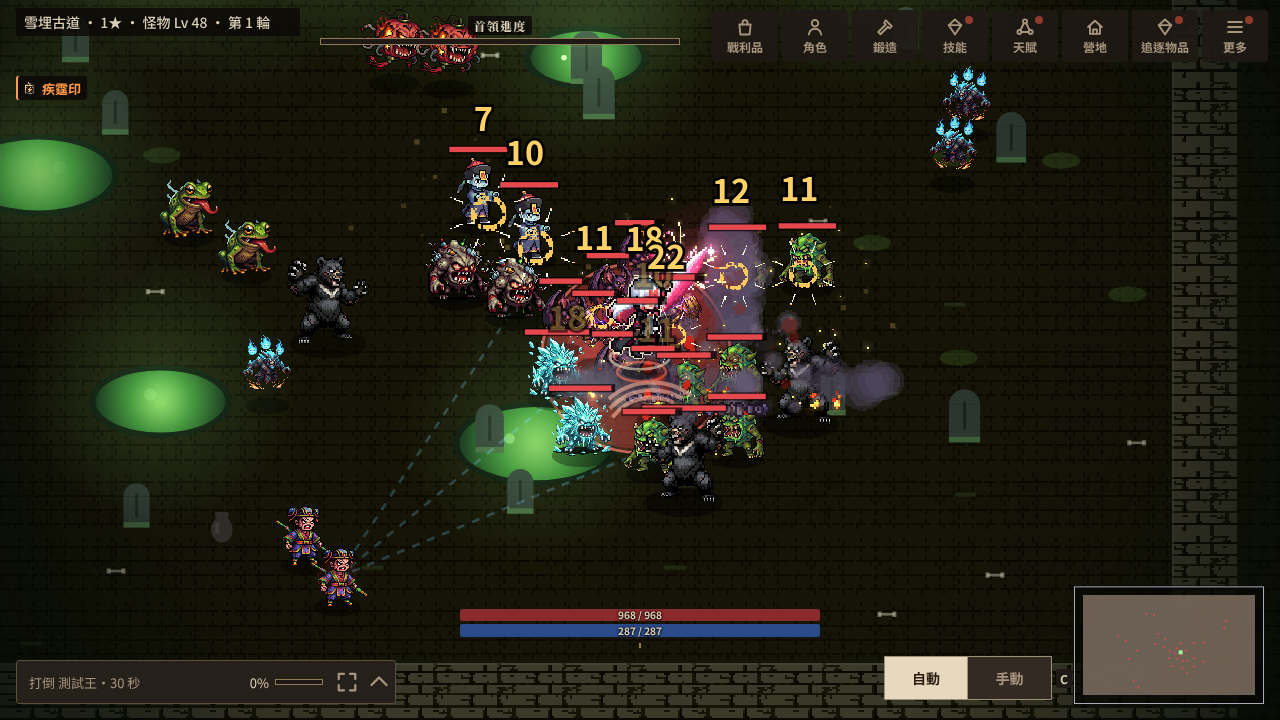 雪埋古道 · 1★ · 怪物 Lv 48 · 第 1 輪
首領進度
戰利品
角色
鍛造
技能
天賦
營地
追逐物品
更多
疾霆印
7
10
12
11
11
18
22
18
11
968 / 968
287 / 287
打倒 測試王 · 30 秒
0%
自動
手動
C